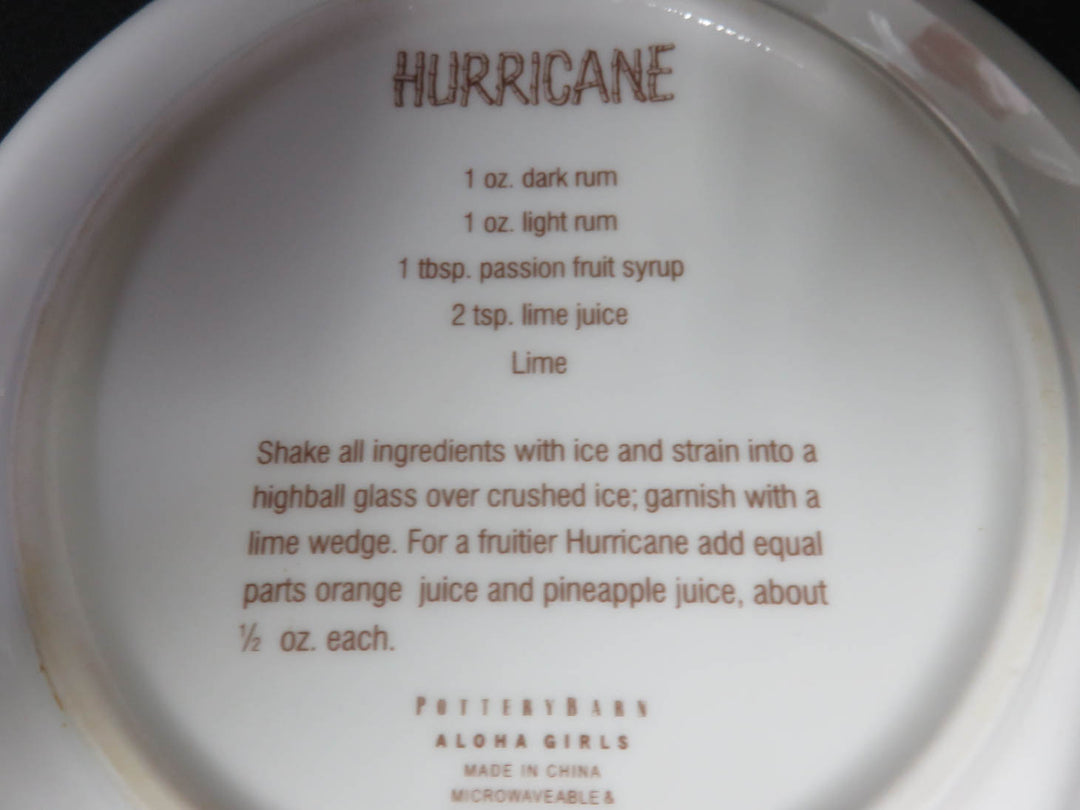 HURRICANE
1 oz. dark rum
1 oz. light rum
1 tbsp. passion fruit syrup
2 tsp. lime juice
Lime
Shake all ingredients with ice and strain into a
highball glass over crushed ice; garnish with a
lime wedge. For a fruitier Hurricane add equal
parts orange juice and pineapple juice, about
½ oz. each.
POTTERY BARN
ALOHA GIRLS
MADE IN CHINA
MICROWAVEABLE &